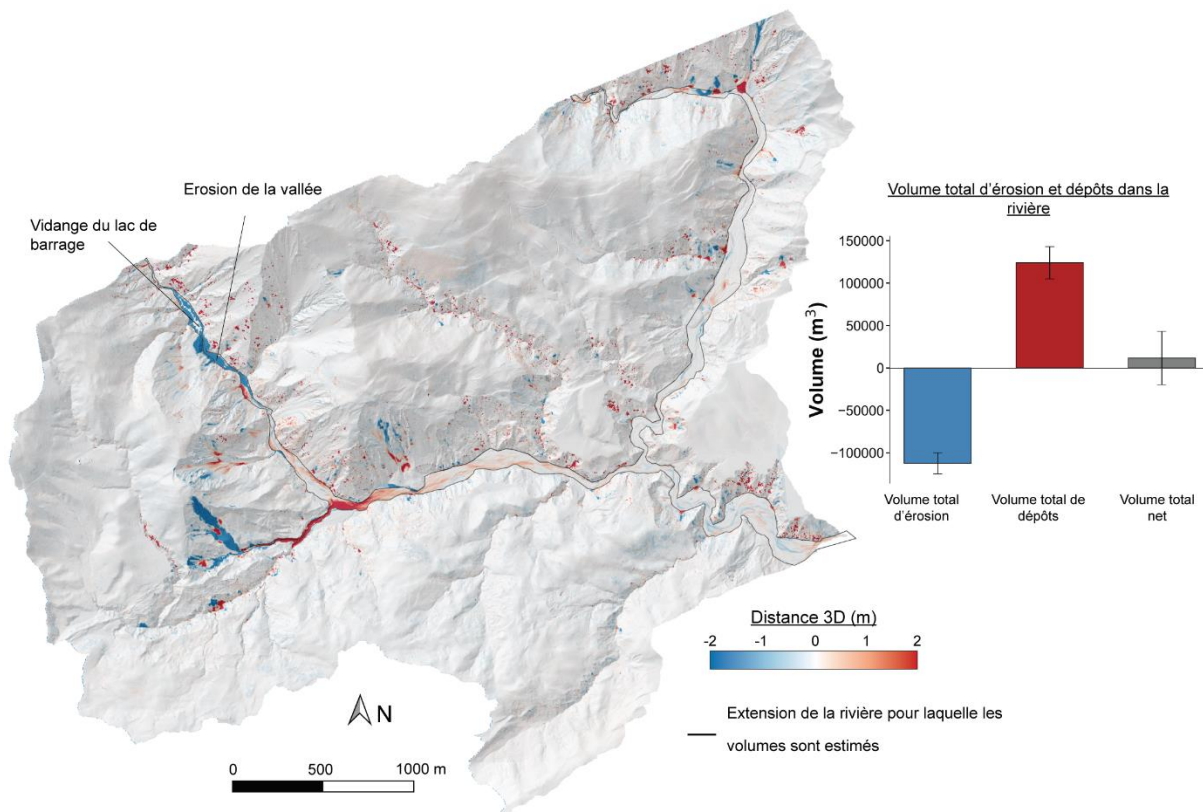 Erosion de la vallée
Vidange du lac de
barrage
Volume total d’érosion et dépôts dans la
rivière
Volume (m³)
150000
100000
50000
0
−50000
−100000
Volume total
d’érosion
Volume total de
dépôts
Volume total
net
Distance 3D (m)
-2 -1 0 1 2
Extension de la rivière pour laquelle les
volumes sont estimés
N
0 500 1000 m